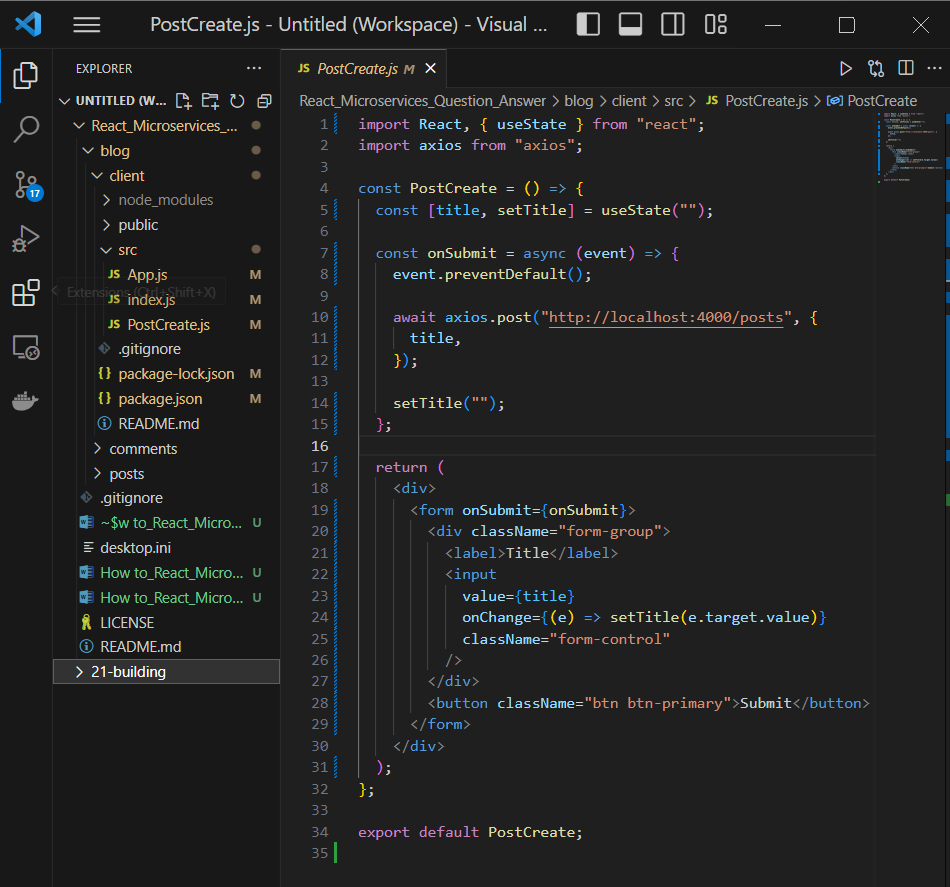 PostCreate.js - Untitled (Workspace) - Visual ...
EXPLORER
UNTITLED (W...
React_Microservices_...
blog
client
node_modules
public
src
JS App.js M
Extensions (Ctrl+Shift+X)
JS index.js M
JS PostCreate.js M
.gitignore
{} package-lock.json M
{} package.json M
README.md
comments
posts
.gitignore
~$w to_React_Micro... U
desktop.ini
How to_React_Micro... U
How to_React_Micro... U
LICENSE
README.md
21-building
17
JS PostCreate.js M
React_Microservices_Question_Answer > blog > client > src > JS PostCreate.js > PostCreate
1 import React, { useState } from "react";
2 import axios from "axios";
3
4 const PostCreate = () => {
5 const [title, setTitle] = useState("");
6
7 const onSubmit = async (event) => {
8 event.preventDefault();
9
10 await axios.post("http://localhost:4000/posts", {
11 title,
12 });
13
14 setTitle("");
15 };
16
17 return (
18 <div>
19 <form onSubmit={onSubmit}>
20 <div className="form-group">
21 <label>Title</label>
22 <input
23 value={title}
24 onChange={(e) => setTitle(e.target.value)}
25 className="form-control"
26 />
27 </div>
28 <button className="btn btn-primary">Submit</button>
29 </form>
30 </div>
31 );
32 };
33
34 export default PostCreate;
35